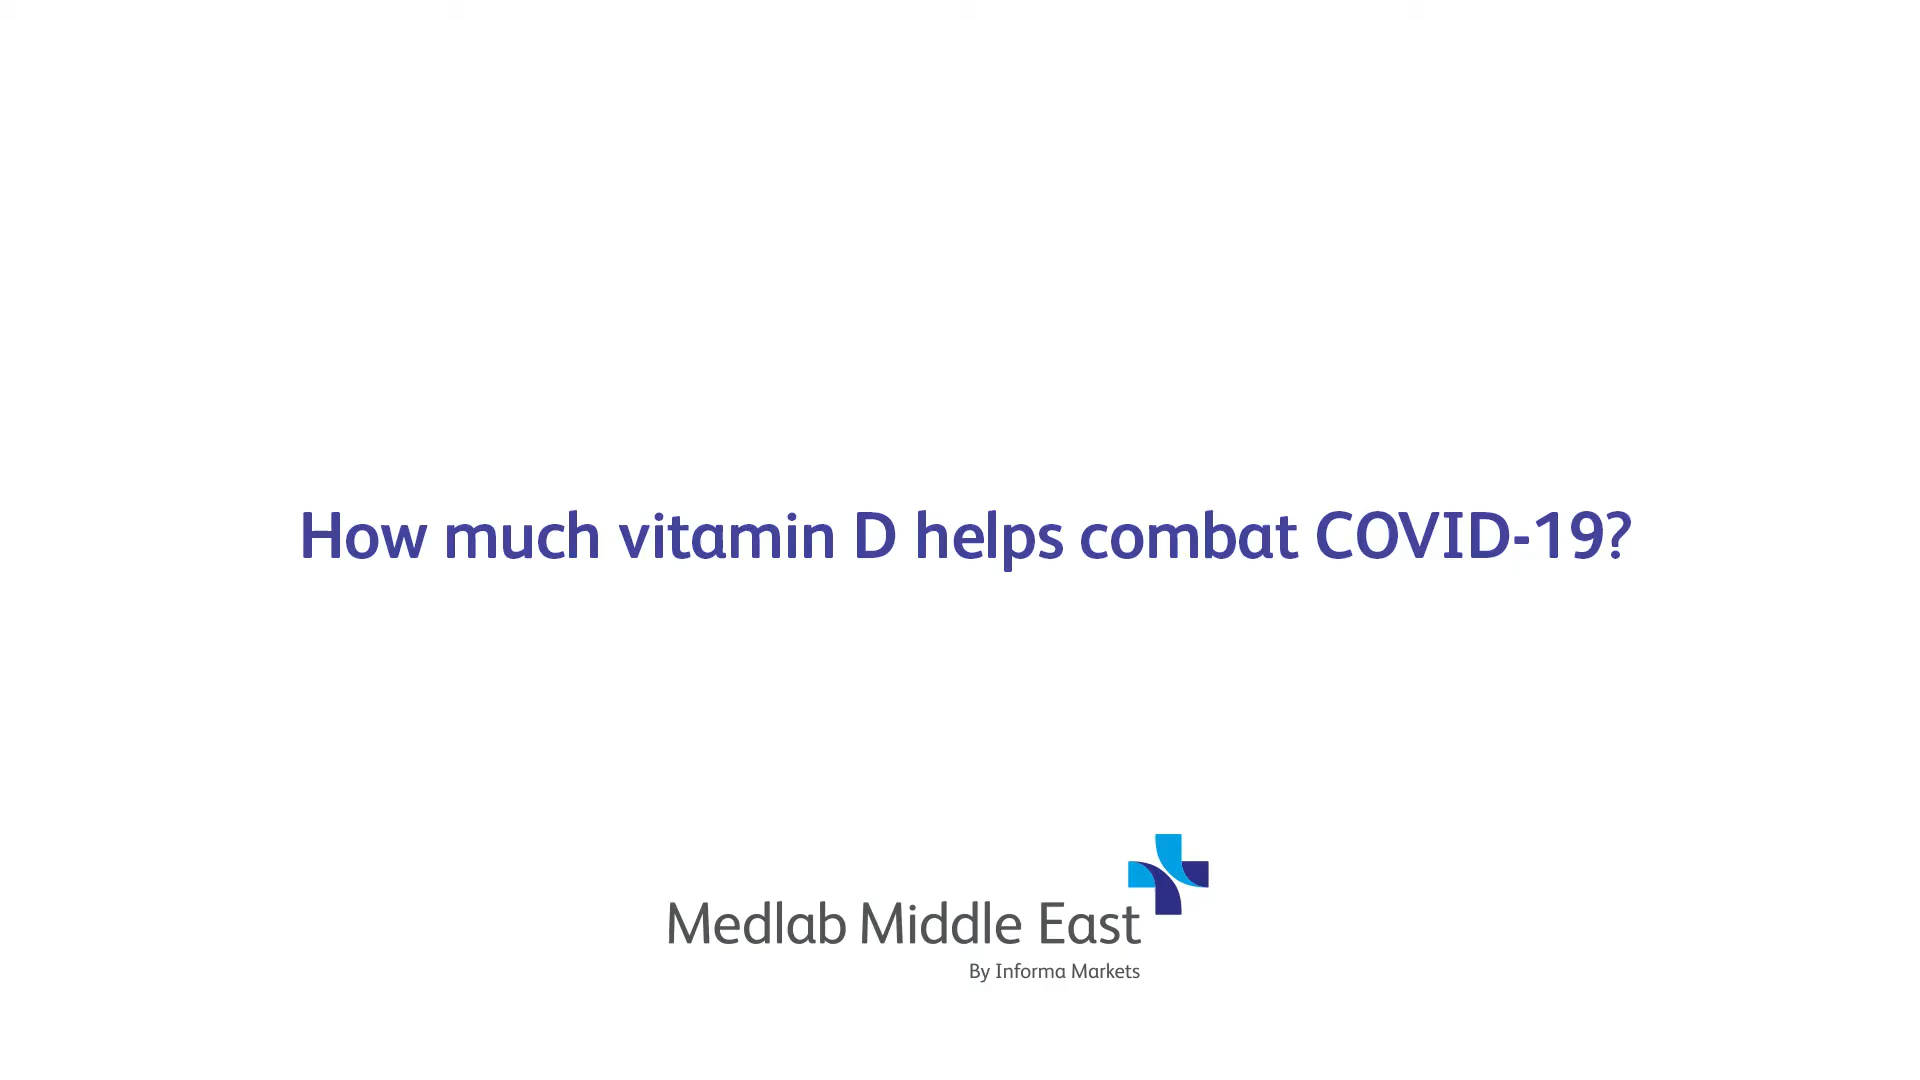 How much vitamin D helps combat COVID-19?
Medlab Middle East
By Informa Markets